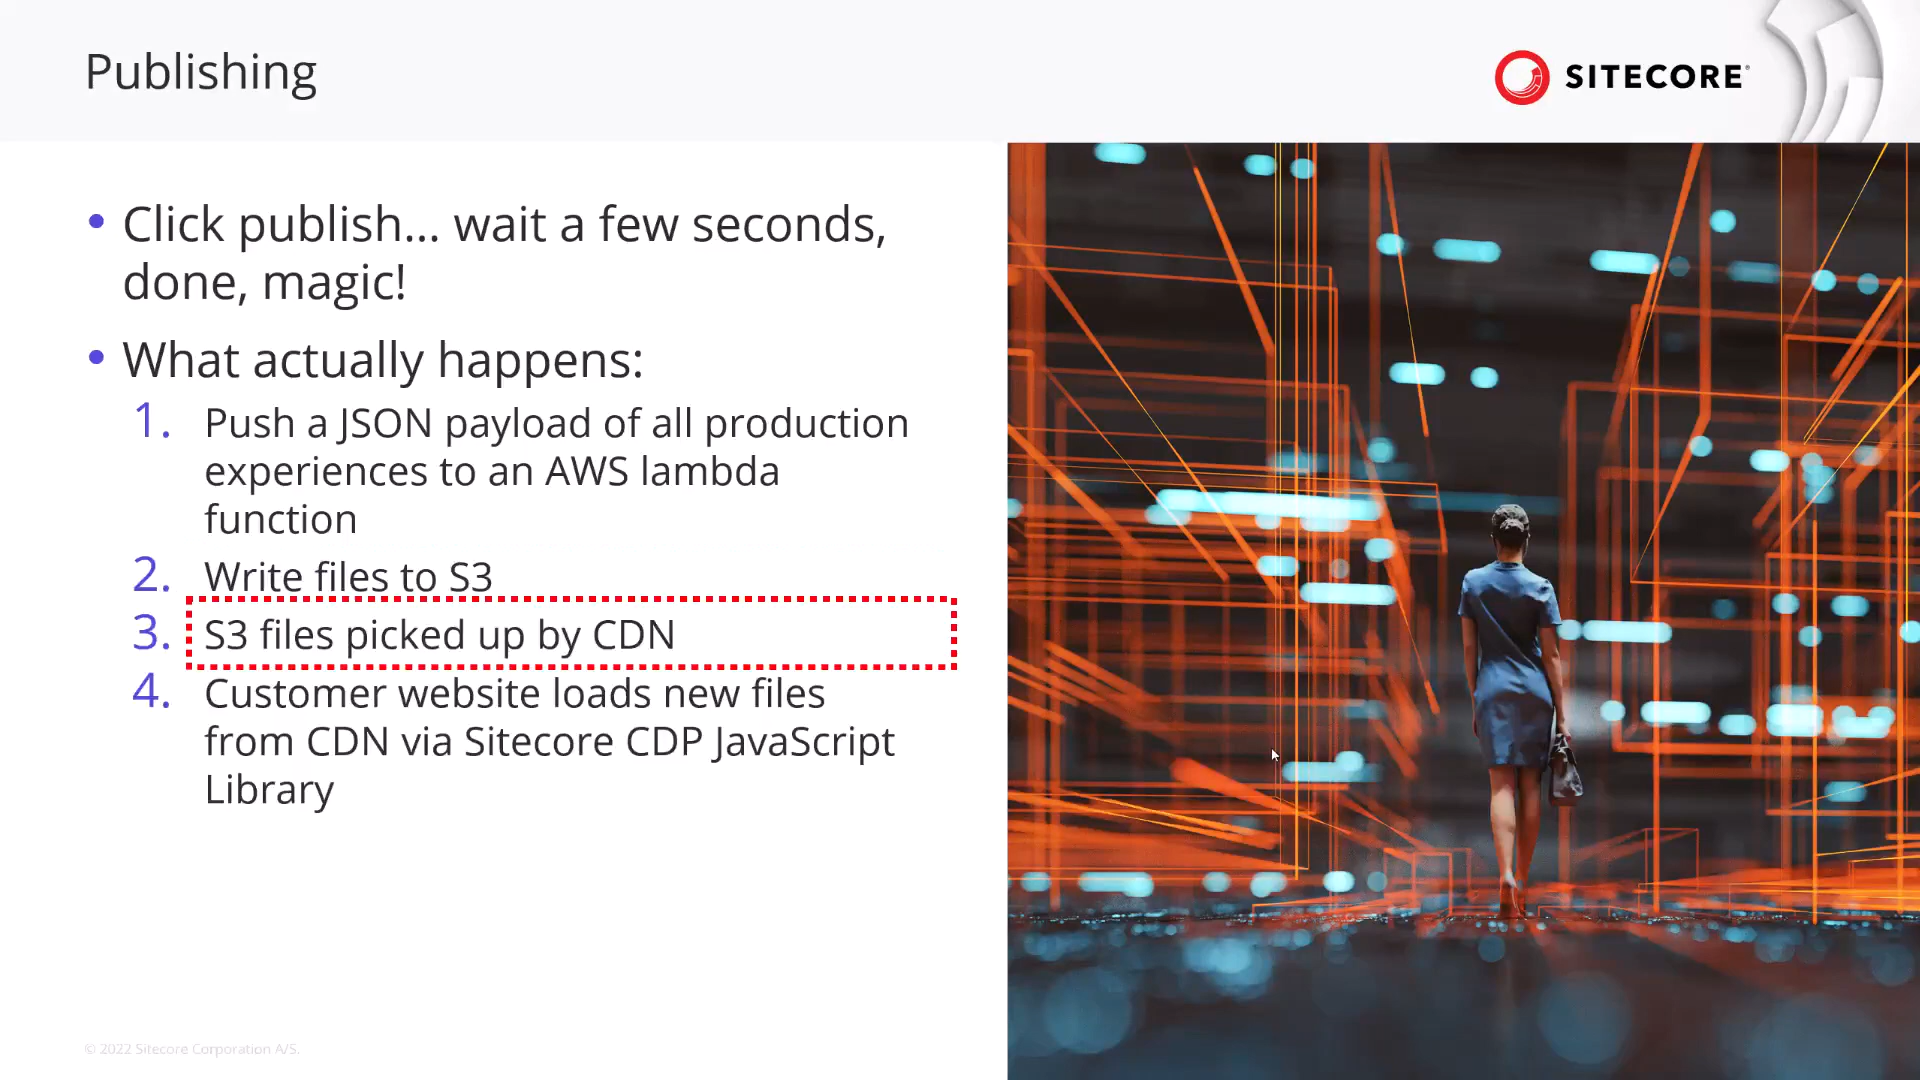 Publishing
SITECORE
• Click publish... wait a few seconds,
done, magic!
• What actually happens:
1. Push a JSON payload of all production
experiences to an AWS lambda
function
2. Write files to S3
3. S3 files picked up by CDN
4. Customer website loads new files
from CDN via Sitecore CDP JavaScript
Library
© 2022 Sitecore Corporation A/S.